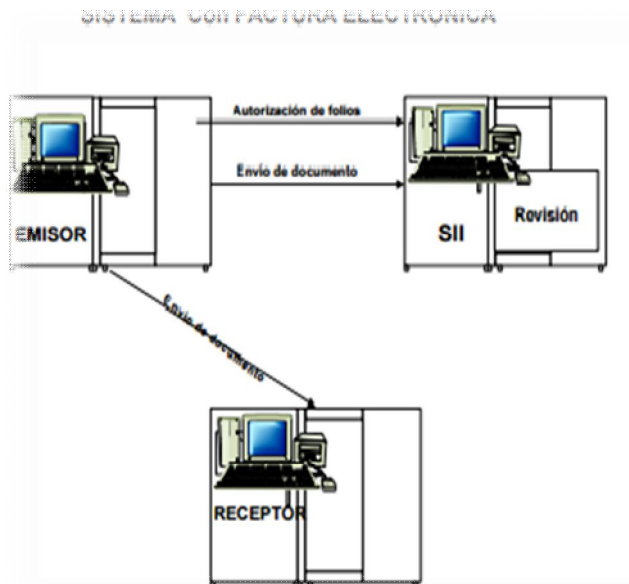 SISTEMA Con FACTURA ELECTRONICA
Autorización de folios
Envío de documento
EMISOR
SII
Revisión
Envío de documento
RECEPTOR